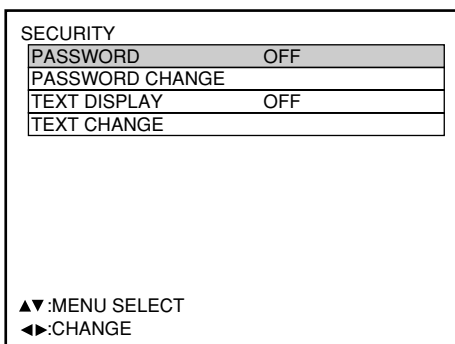 SECURITY
PASSWORD OFF
PASSWORD CHANGE
TEXT DISPLAY OFF
TEXT CHANGE
▲▼:MENU SELECT
◀▶:CHANGE